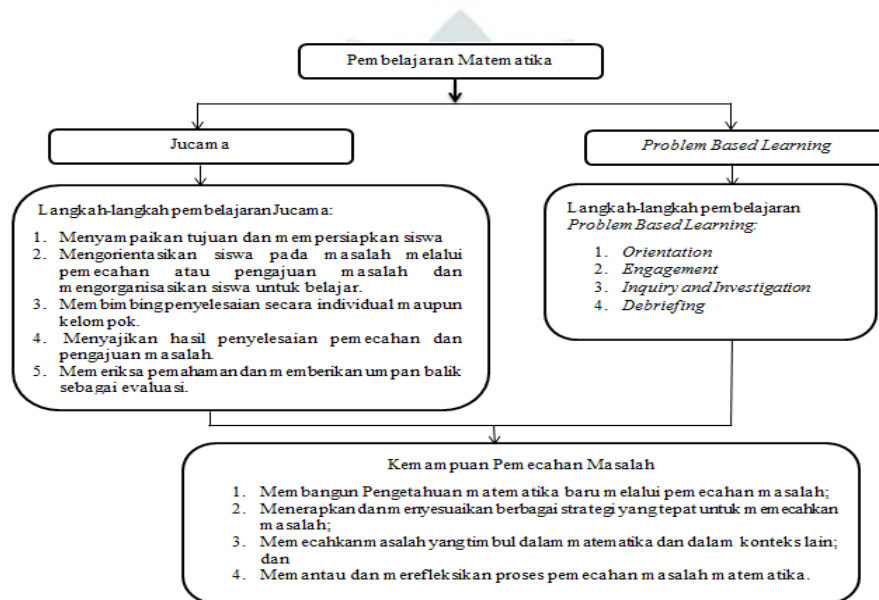 Pembelajaran Matematika
Jucama
Problem Based Learning
Langkah-langkah pembelajaran Jucama:
1. Menyampaikan tujuan dan mempersiapkan siswa
2. Mengorientasikan siswa pada masalah melalui
pemecahan atau pengajuan masalah dan
mengorganisasikan siswa untuk belajar.
3. Membimbing penyelesaian secara individual maupun
kelompok.
4. Menyajikan hasil penyelesaian pemecahan dan
pengajuan masalah.
5. Memeriksa pemahaman dan memberikan umpan balik
sebagai evaluasi.
Langkah-langkah pembelajaran
Problem Based Learning:
1. Orientation
2. Engagement
3. Inquiry and Investigation
4. Debriefing
Kemampuan Pemecahan Masalah
1. Membangun Pengetahuan matematika baru melalui pemecahan masalah;
2. Menerapkan dan menyesuaikan berbagai strategi yang tepat untuk memecahkan
masalah;
3. Memecahkan masalah yang timbul dalam matematika dan dalam konteks lain;
dan
4. Memantau dan merefleksikan proses pemecahan masalah matematika.